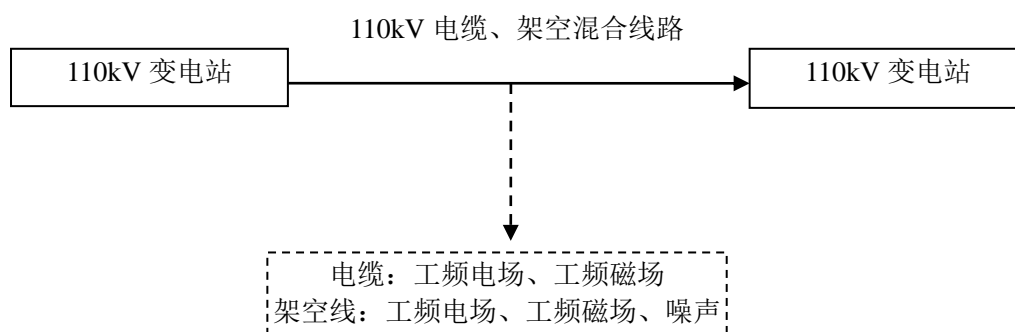 110kV 电缆、架空混合线路
110kV 变电站
110kV 变电站
电缆：工频电场、工频磁场
架空线：工频电场、工频磁场、噪声